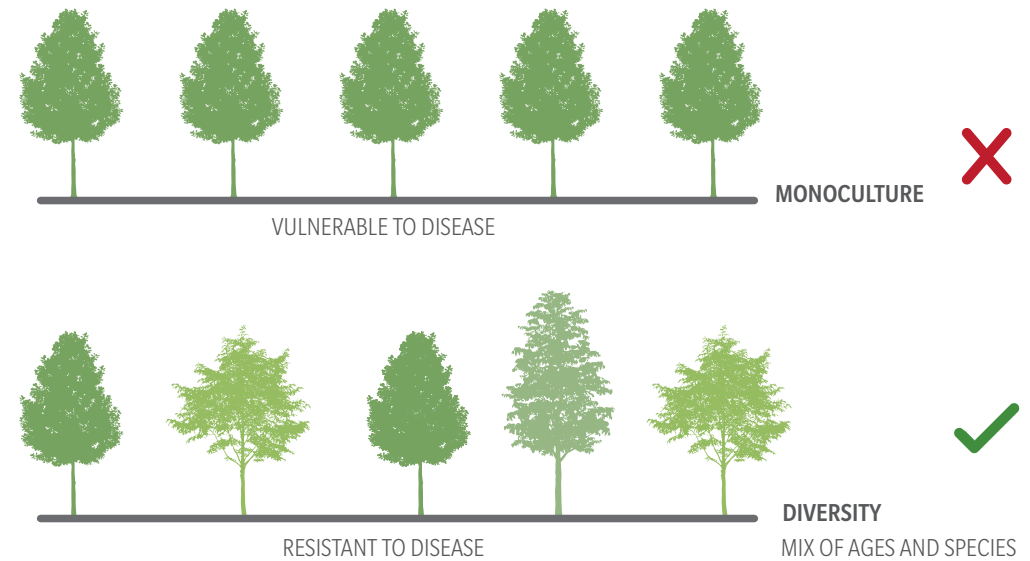 MONOCULTURE
VULNERABLE TO DISEASE
DIVERSITY
RESISTANT TO DISEASE
MIX OF AGES AND SPECIES